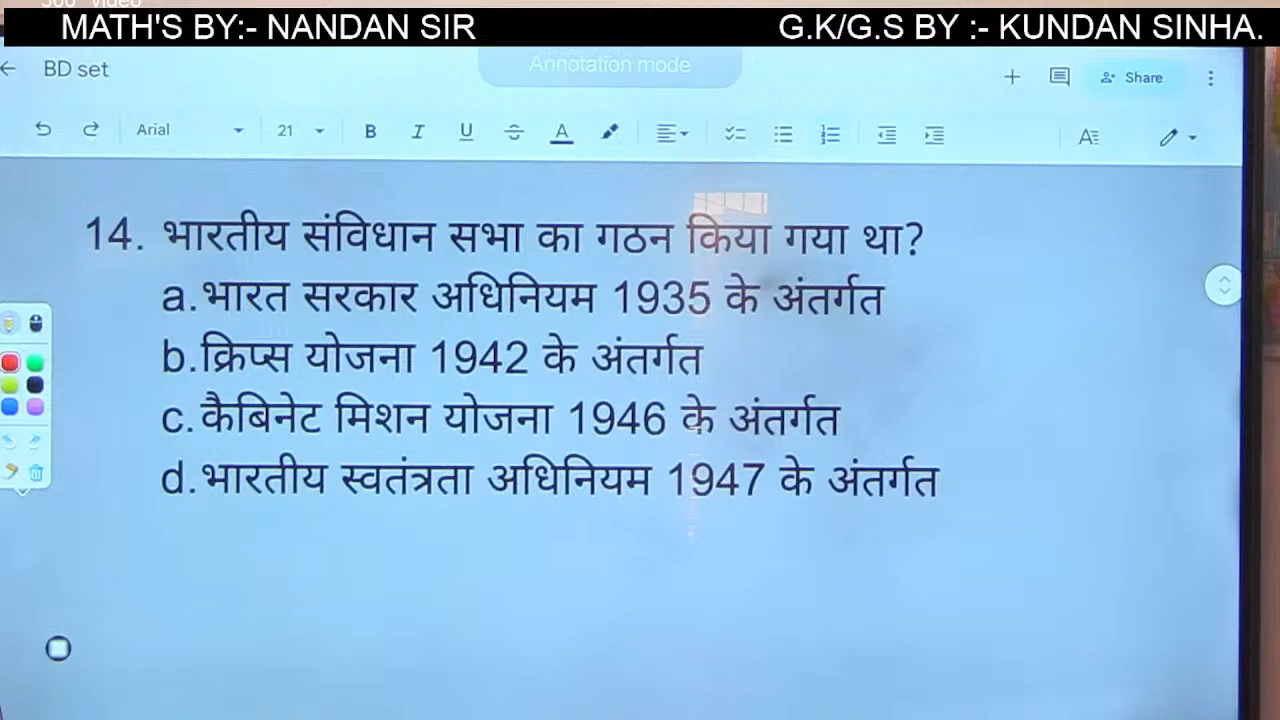 360° video
MATH'S BY:- NANDAN SIR G.K/G.S BY :- KUNDAN SINHA.
BD set Annotation mode Share
Arial 21 B I U A A
14. भारतीय संविधान सभा का गठन किया गया था?
a.भारत सरकार अधिनियम 1935 के अंतर्गत
b.क्रिप्स योजना 1942 के अंतर्गत
c.कैबिनेट मिशन योजना 1946 के अंतर्गत
d.भारतीय स्वतंत्रता अधिनियम 1947 के अंतर्गत